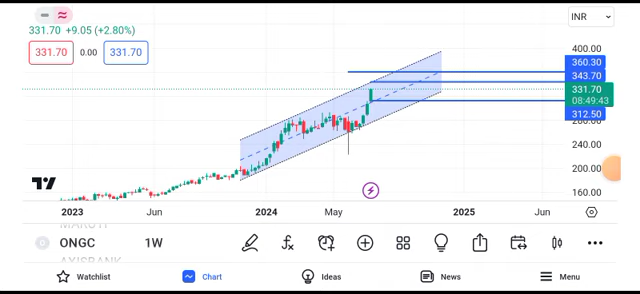 INR
331.70 +9.05 (+2.80%)
331.70 0.00 331.70
400.00
360.30
343.70
331.70
08:49:43
312.50
280.00
240.00
200.00
160.00
2023 Jun 2024 May 2025 Jun
ONGC 1W
AXISBANK
Watchlist Chart Ideas News Menu